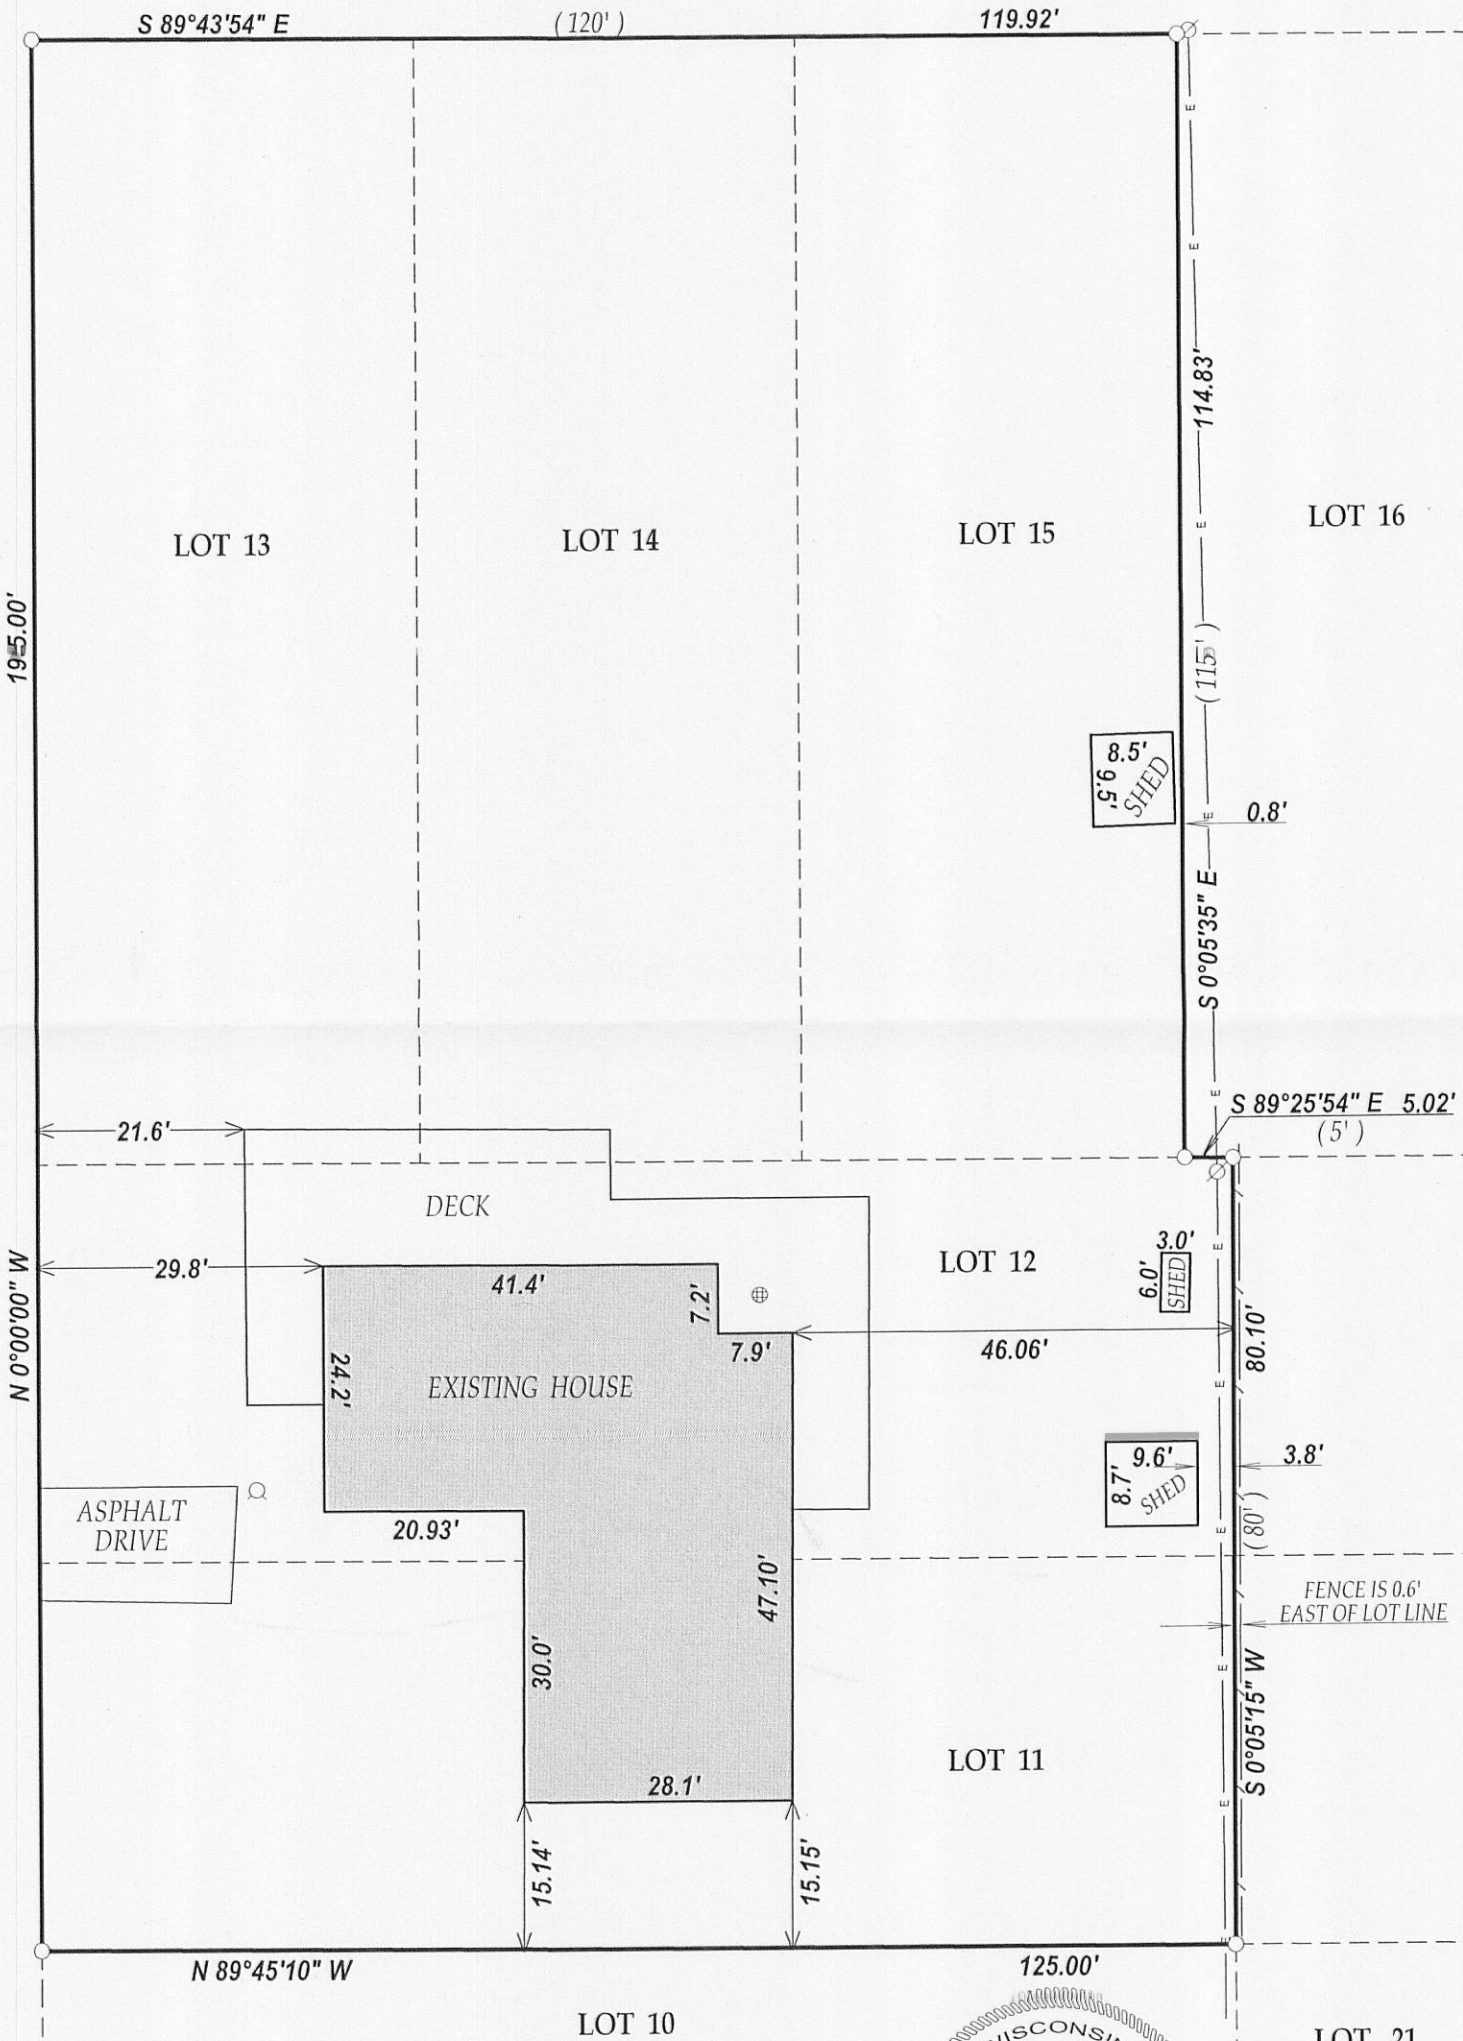 S 89°43'54" E
( 120' )
119.92'
114.83'
LOT 13
LOT 14
LOT 15
LOT 16
195.00'
( 115' )
8.5'
9.5'
SHED
0.8'
S 0°05'35" E
S 89°25'54" E 5.02'
( 5' )
21.6'
DECK
N 0°00'00" W
29.8'
41.4'
7.2'
7.9'
LOT 12
3.0'
6.0'
SHED
46.06'
80.10'
24.2'
EXISTING HOUSE
9.6'
8.7'
SHED
3.8'
( 80' )
ASPHALT
DRIVE
20.93'
47.10'
FENCE IS 0.6'
EAST OF LOT LINE
30.0'
S 0°05'15" W
LOT 11
28.1'
15.14'
15.15'
N 89°45'10" W
125.00'
LOT 10
WISCONSIN
LOT 21
E
E
E
E
E
E
E
E
E
E
E